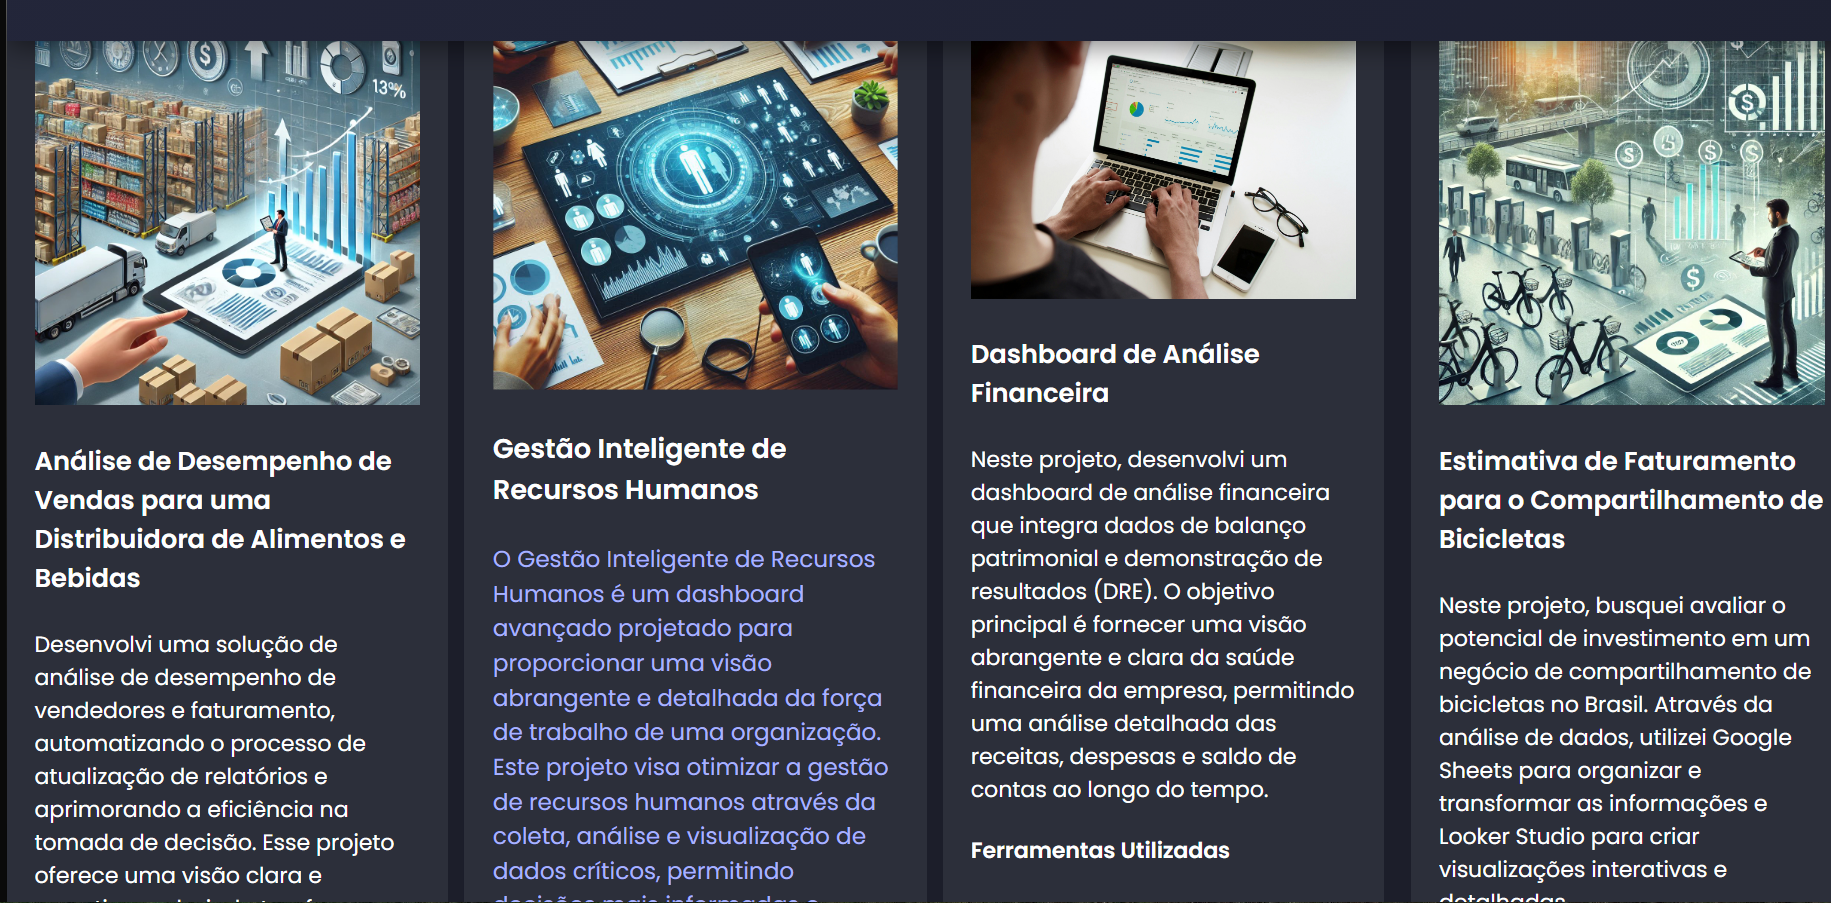 13%
Análise de Desempenho de
Vendas para uma
Distribuidora de Alimentos e
Bebidas
Desenvolvi uma solução de
análise de desempenho de
vendedores e faturamento,
automatizando o processo de
atualização de relatórios e
aprimorando a eficiência na
tomada de decisão. Esse projeto
oferece uma visão clara e
Gestão Inteligente de
Recursos Humanos
O Gestão Inteligente de Recursos
Humanos é um dashboard
avançado projetado para
proporcionar uma visão
abrangente e detalhada da força
de trabalho de uma organização.
Este projeto visa otimizar a gestão
de recursos humanos através da
coleta, análise e visualização de
dados críticos, permitindo
decisões mais informadas e
Dashboard de Análise
Financeira
Neste projeto, desenvolvi um
dashboard de análise financeira
que integra dados de balanço
patrimonial e demonstração de
resultados (DRE). O objetivo
principal é fornecer uma visão
abrangente e clara da saúde
financeira da empresa, permitindo
uma análise detalhada das
receitas, despesas e saldo de
contas ao longo do tempo.
Ferramentas Utilizadas
Estimativa de Faturamento
para o Compartilhamento de
Bicicletas
Neste projeto, busquei avaliar o
potencial de investimento em um
negócio de compartilhamento de
bicicletas no Brasil. Através da
análise de dados, utilizei Google
Sheets para organizar e
transformar as informações e
Looker Studio para criar
visualizações interativas e
detalhadas